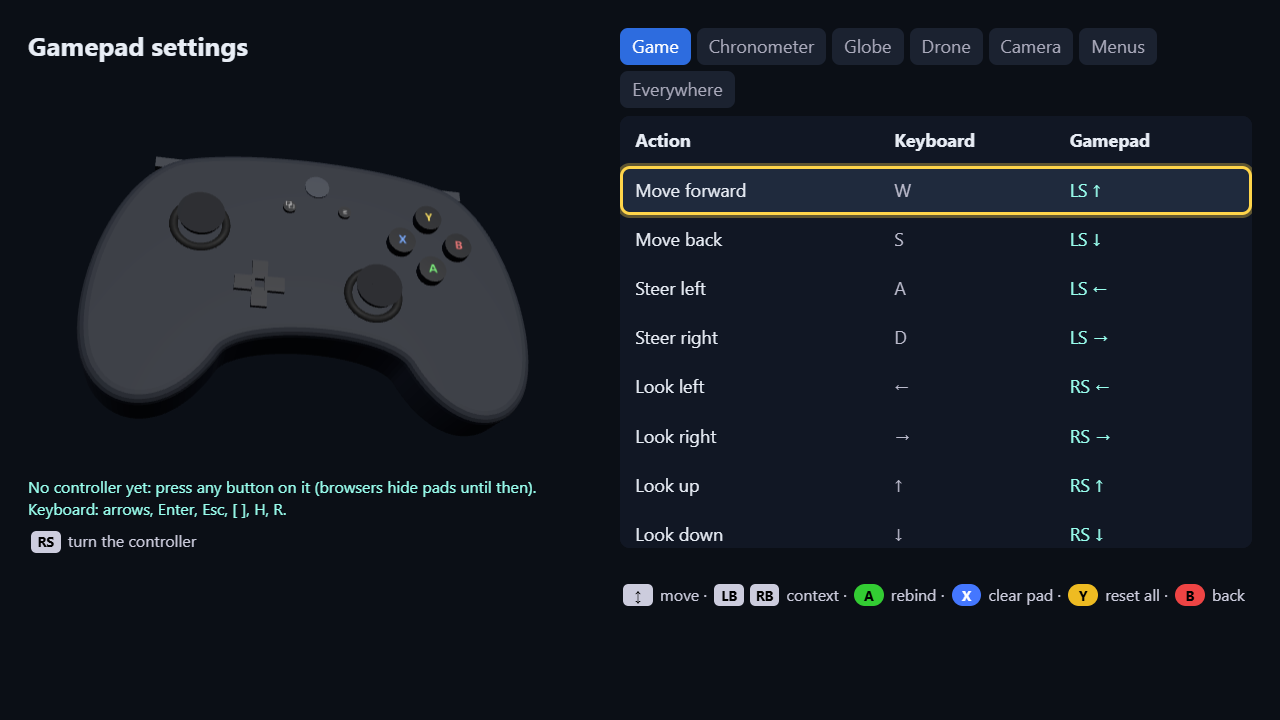 Gamepad settings
Game Chronometer Globe Drone Camera Menus
Everywhere
Action Keyboard Gamepad
Move forward W LS ↑
Move back S LS ↓
Steer left A LS ←
Steer right D LS →
Look left ← RS ←
Look right → RS →
Look up ↑ RS ↑
Look down ↓ RS ↓
Y
X B
A
No controller yet: press any button on it (browsers hide pads until then).
Keyboard: arrows, Enter, Esc, [ ], H, R.
RS turn the controller
↕ move · LB RB context · A rebind · X clear pad · Y reset all · B back